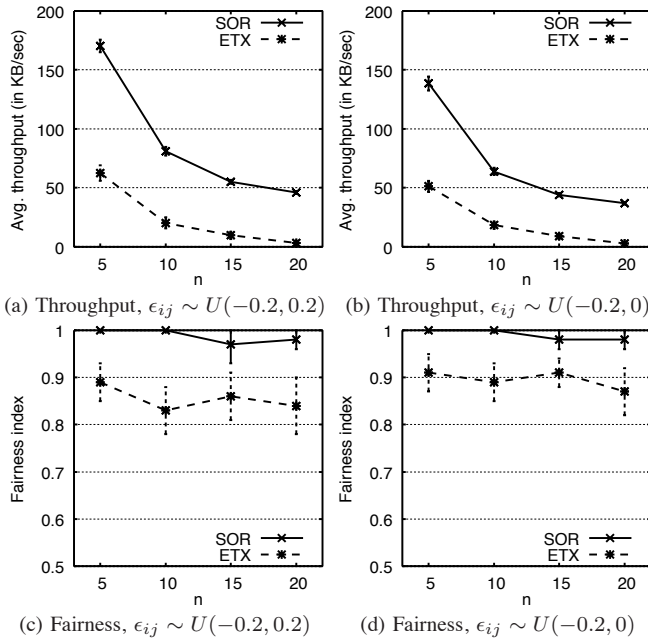 200
150
100
50
0
Avg. throughput (in KB/sec)
SOR
ETX
5 10 15 20
n
(a) Throughput, ϵij ∼ U(−0.2, 0.2)
200
150
100
50
0
Avg. throughput (in KB/sec)
SOR
ETX
5 10 15 20
n
(b) Throughput, ϵij ∼ U(−0.2, 0)
1
0.9
0.8
0.7
0.6
0.5
Fairness index
SOR
ETX
5 10 15 20
n
(c) Fairness, ϵij ∼ U(−0.2, 0.2)
1
0.9
0.8
0.7
0.6
0.5
Fairness index
SOR
ETX
5 10 15 20
n
(d) Fairness, ϵij ∼ U(−0.2, 0)